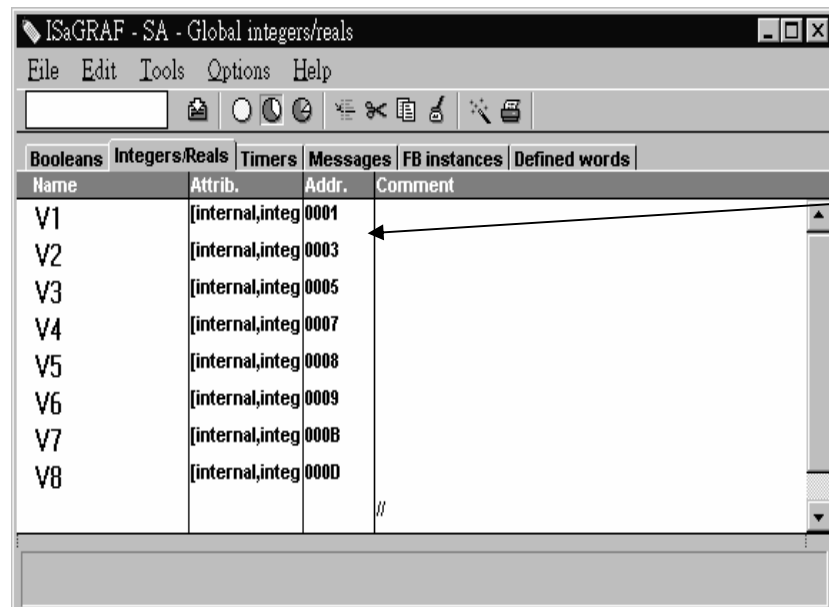 ISaGRAF - SA - Global integers/reals
File Edit Tools Options Help
Booleans Integers/Reals Timers Messages FB instances Defined words
Name Attrib. Addr. Comment
V1 [internal,integ 0001
V2 [internal,integ 0003
V3 [internal,integ 0005
V4 [internal,integ 0007
V5 [internal,integ 0008
V6 [internal,integ 0009
V7 [internal,integ 000B
V8 [internal,integ 000D
//